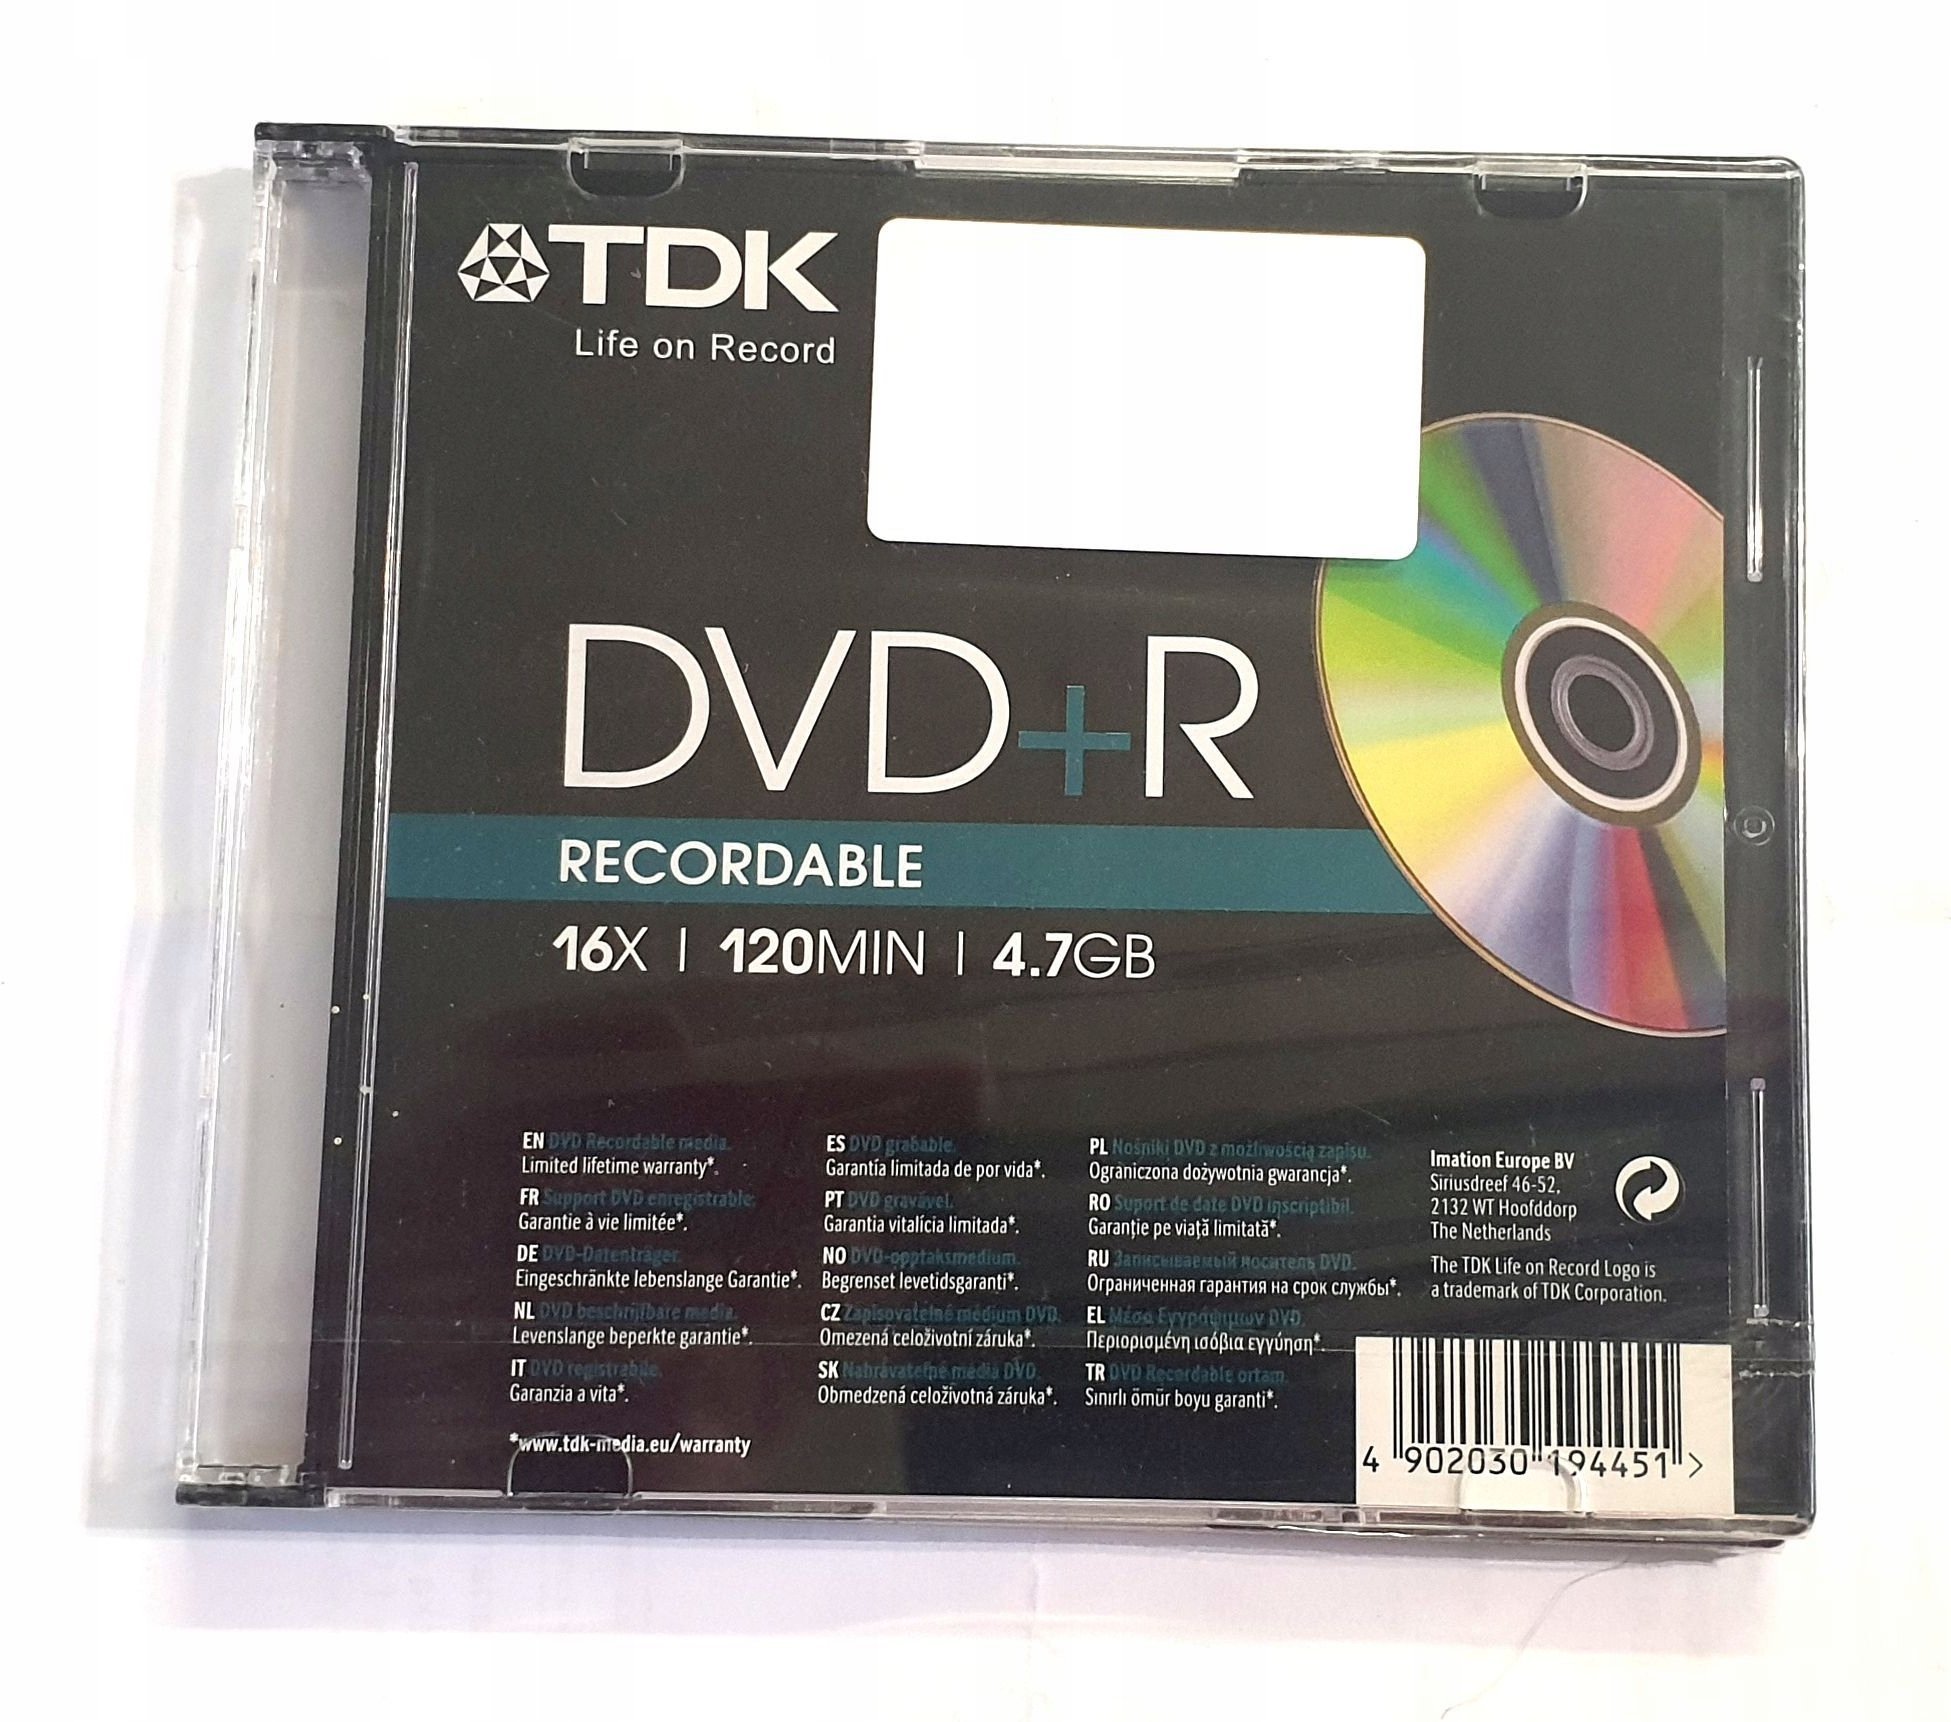 TDK
Life on Record
DVD+R
RECORDABLE
16X | 120MIN | 4.7GB
EN DVD Recordable media.
Limited lifetime warranty*.
FR Support DVD enregistrable.
Garantie à vie limitée*.
DE DVD-Datenträger.
Eingeschränkte lebenslange Garantie*.
NL DVD beschrijfbare media.
Levenslange beperkte garantie*.
IT DVD registrabile.
Garanzia a vita*.
*www.tdk-media.eu/warranty
ES DVD grabable.
Garantía limitada de por vida*.
PT DVD gravável.
Garantia vitalícia limitada*.
NO DVD-opptaksmedium.
Begrenset levetidsgaranti*.
CZ Zapisovatelné médium DVD.
Omezená celoživotní záruka*.
SK Nahrávateľné médiá DVD.
Obmedzená celoživotná záruka*.
PL Nośniki DVD z możliwością zapisu.
Ograniczona dożywotnia gwarancja*.
RO Suport de date DVD inscriptibil.
Garanţie pe viaţă limitată*.
RU Записываемый носитель DVD.
Ограниченная гарантия на срок службы*.
EL Μέσα Εγγράψιμων DVD.
Περιορισμένη ισόβια εγγύηση*.
TR DVD Recordable ortam.
Sınırlı ömür boyu garanti*.
Imation Europe BV
Siriusdreef 46-52,
2132 WT Hoofddorp
The Netherlands
The TDK Life on Record Logo is
a trademark of TDK Corporation.
4 902030 194451 >